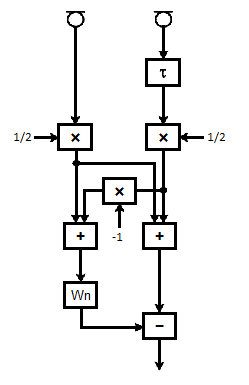 τ
1/2 × × 1/2
×
-1
+ +
Wn
−